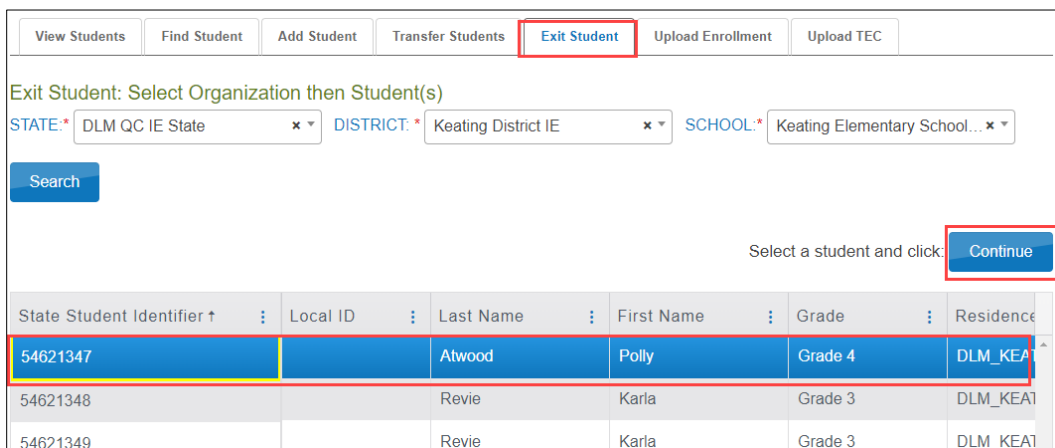 View Students Find Student Add Student Transfer Students Exit Student Upload Enrollment Upload TEC
Exit Student: Select Organization then Student(s)
STATE:* DLM QC IE State × DISTRICT: * Keating District IE × SCHOOL:* Keating Elementary School... ×
Search
Select a student and click: Continue
State Student Identifier ↑ Local ID Last Name First Name Grade Residence
54621347 Atwood Polly Grade 4 DLM_KEAT
54621348 Revie Karla Grade 3 DLM_KEAT
54621349 Revie Karla Grade 3 DLM_KEAT